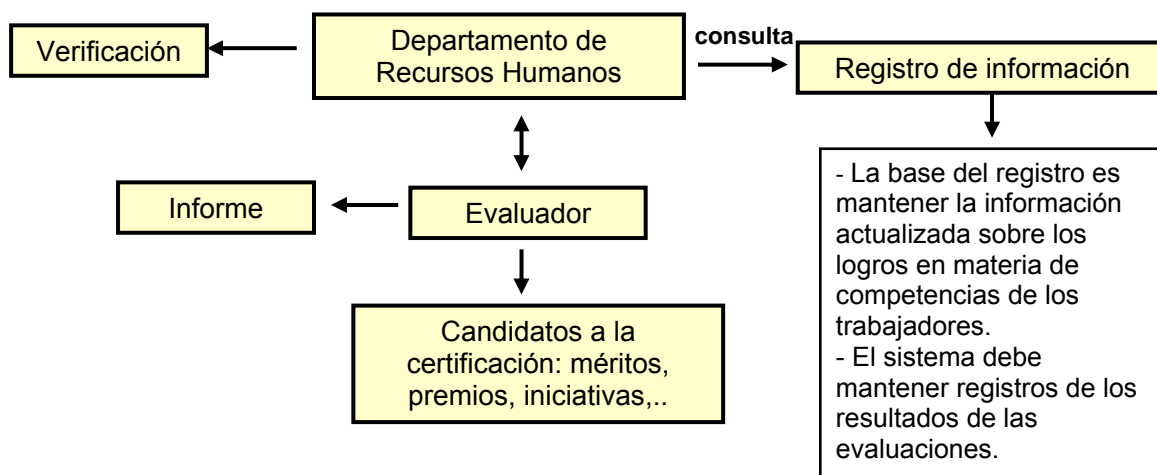 Verificación
Departamento de
Recursos Humanos
consulta
Registro de información
Informe
Evaluador
Candidatos a la
certificación: méritos,
premios, iniciativas,..
- La base del registro es
mantener la información
actualizada sobre los
logros en materia de
competencias de los
trabajadores.
- El sistema debe
mantener registros de los
resultados de las
evaluaciones.